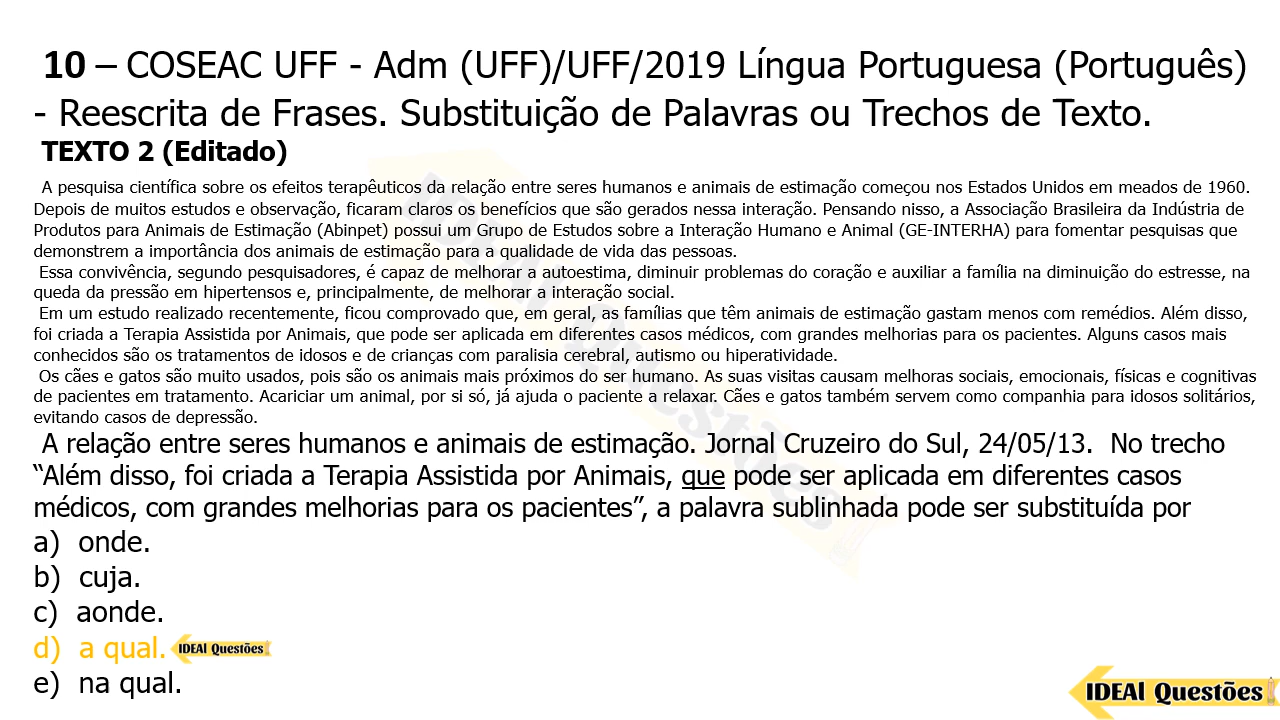 10 – COSEAC UFF - Adm (UFF)/UFF/2019 Língua Portuguesa (Português)
- Reescrita de Frases. Substituição de Palavras ou Trechos de Texto.
TEXTO 2 (Editado)
A pesquisa científica sobre os efeitos terapêuticos da relação entre seres humanos e animais de estimação começou nos Estados Unidos em meados de 1960.
Depois de muitos estudos e observação, ficaram claros os benefícios que são gerados nessa interação. Pensando nisso, a Associação Brasileira da Indústria de
Produtos para Animais de Estimação (Abinpet) possui um Grupo de Estudos sobre a Interação Humano e Animal (GE-INTERHA) para fomentar pesquisas que
demonstrem a importância dos animais de estimação para a qualidade de vida das pessoas.
Essa convivência, segundo pesquisadores, é capaz de melhorar a autoestima, diminuir problemas do coração e auxiliar a família na diminuição do estresse, na
queda da pressão em hipertensos e, principalmente, de melhorar a interação social.
Em um estudo realizado recentemente, ficou comprovado que, em geral, as famílias que têm animais de estimação gastam menos com remédios. Além disso,
foi criada a Terapia Assistida por Animais, que pode ser aplicada em diferentes casos médicos, com grandes melhorias para os pacientes. Alguns casos mais
conhecidos são os tratamentos de idosos e de crianças com paralisia cerebral, autismo ou hiperatividade.
Os cães e gatos são muito usados, pois são os animais mais próximos do ser humano. As suas visitas causam melhoras sociais, emocionais, físicas e cognitivas
de pacientes em tratamento. Acariciar um animal, por si só, já ajuda o paciente a relaxar. Cães e gatos também servem como companhia para idosos solitários,
evitando casos de depressão.
A relação entre seres humanos e animais de estimação. Jornal Cruzeiro do Sul, 24/05/13. No trecho
“Além disso, foi criada a Terapia Assistida por Animais, que pode ser aplicada em diferentes casos
médicos, com grandes melhorias para os pacientes”, a palavra sublinhada pode ser substituída por
a) onde.
b) cuja.
c) aonde.
d) a qual. IDEAl Questões
e) na qual.
IDEAl Questões
IDEAl Questões